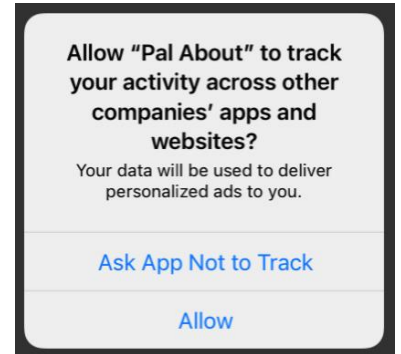 Allow “Pal About” to track
your activity across other
companies’ apps and
websites?
Your data will be used to deliver
personalized ads to you.
Ask App Not to Track
Allow